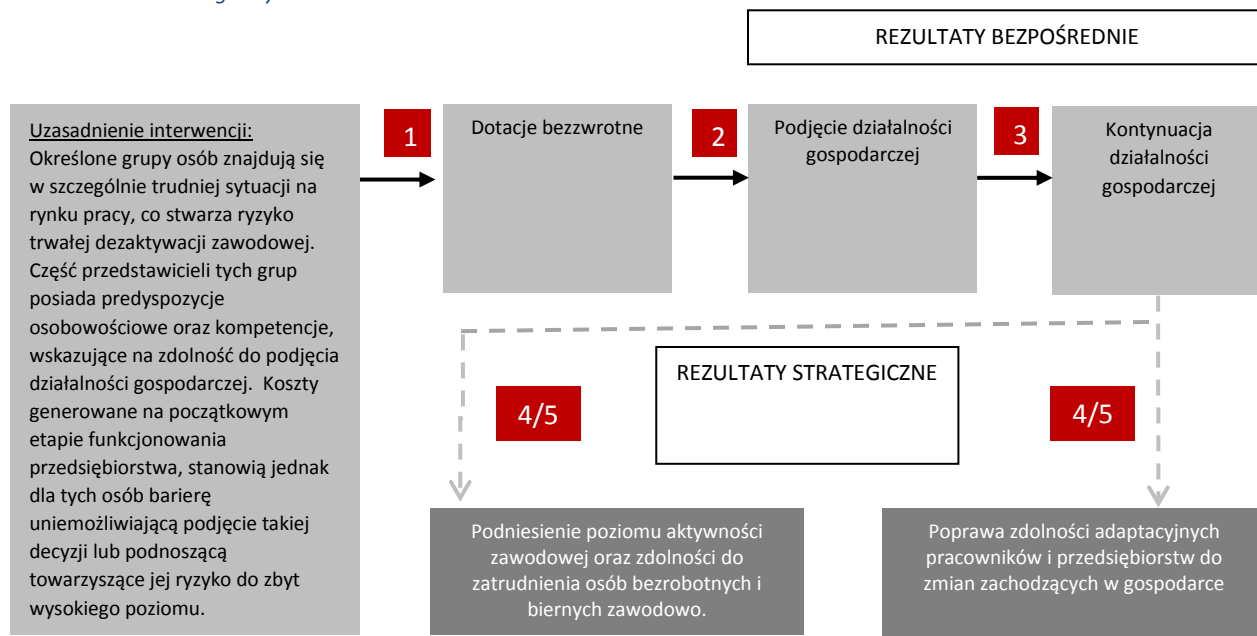 REZULTATY BEZPOŚREDNIE
Uzasadnienie interwencji:
Określone grupy osób znajdują się
w szczególnie trudniej sytuacji na
rynku pracy, co stwarza ryzyko
trwałej dezaktywacji zawodowej.
Część przedstawicieli tych grup
posiada predyspozycje
osobowościowe oraz kompetencje,
wskazujące na zdolność do podjęcia
działalności gospodarczej. Koszty
generowane na początkowym
etapie funkcjonowania
przedsiębiorstwa, stanowią jednak
dla tych osób barierę
uniemożliwiającą podjęcie takiej
decyzji lub podnoszącą
towarzyszące jej ryzyko do zbyt
wysokiego poziomu.
1
Dotacje bezzwrotne
2
Podjęcie działalności
gospodarczej
3
Kontynuacja
działalności
gospodarczej
REZULTATY STRATEGICZNE
4/5
4/5
Podniesienie poziomu aktywności
zawodowej oraz zdolności do
zatrudnienia osób bezrobotnych i
biernych zawodowo.
Poprawa zdolności adaptacyjnych
pracowników i przedsiębiorstw do
zmian zachodzących w gospodarce